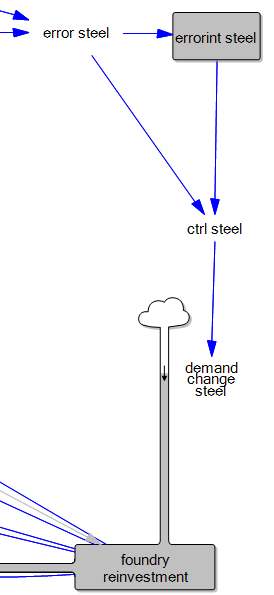 error steel
errorint steel
ctrl steel
demand
change
steel
foundry
reinvestment